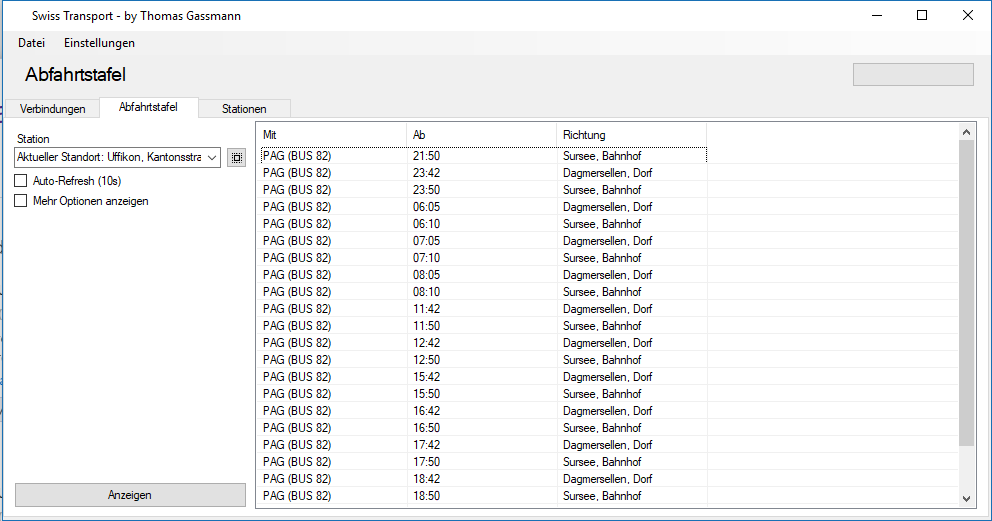 Swiss Transport - by Thomas Gassmann
Datei Einstellungen
Abfahrtstafel
Verbindungen Abfahrtstafel Stationen
Station
Aktueller Standort: Uffikon, Kantonsstra
Auto-Refresh (10s)
Mehr Optionen anzeigen
Anzeigen
Mit Ab Richtung
PAG (BUS 82) 21:50 Sursee, Bahnhof
PAG (BUS 82) 23:42 Dagmersellen, Dorf
PAG (BUS 82) 23:50 Sursee, Bahnhof
PAG (BUS 82) 06:05 Dagmersellen, Dorf
PAG (BUS 82) 06:10 Sursee, Bahnhof
PAG (BUS 82) 07:05 Dagmersellen, Dorf
PAG (BUS 82) 07:10 Sursee, Bahnhof
PAG (BUS 82) 08:05 Dagmersellen, Dorf
PAG (BUS 82) 08:10 Sursee, Bahnhof
PAG (BUS 82) 11:42 Dagmersellen, Dorf
PAG (BUS 82) 11:50 Sursee, Bahnhof
PAG (BUS 82) 12:42 Dagmersellen, Dorf
PAG (BUS 82) 12:50 Sursee, Bahnhof
PAG (BUS 82) 15:42 Dagmersellen, Dorf
PAG (BUS 82) 15:50 Sursee, Bahnhof
PAG (BUS 82) 16:42 Dagmersellen, Dorf
PAG (BUS 82) 16:50 Sursee, Bahnhof
PAG (BUS 82) 17:42 Dagmersellen, Dorf
PAG (BUS 82) 17:50 Sursee, Bahnhof
PAG (BUS 82) 18:42 Dagmersellen, Dorf
PAG (BUS 82) 18:50 Sursee, Bahnhof